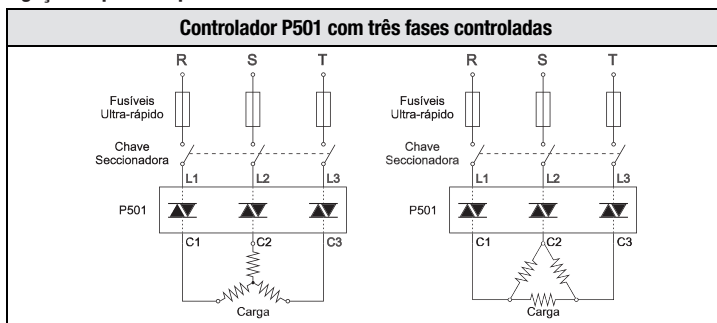 Controlador P501 com três fases controladas
R S T R S T
Fusíveis
Ultra-rápido
Fusíveis
Ultra-rápido
Chave
Seccionadora
Chave
Seccionadora
L1 L2 L3 L1 L2 L3
P501 P501
C1 C2 C3 C1 C2 C3
Carga Carga